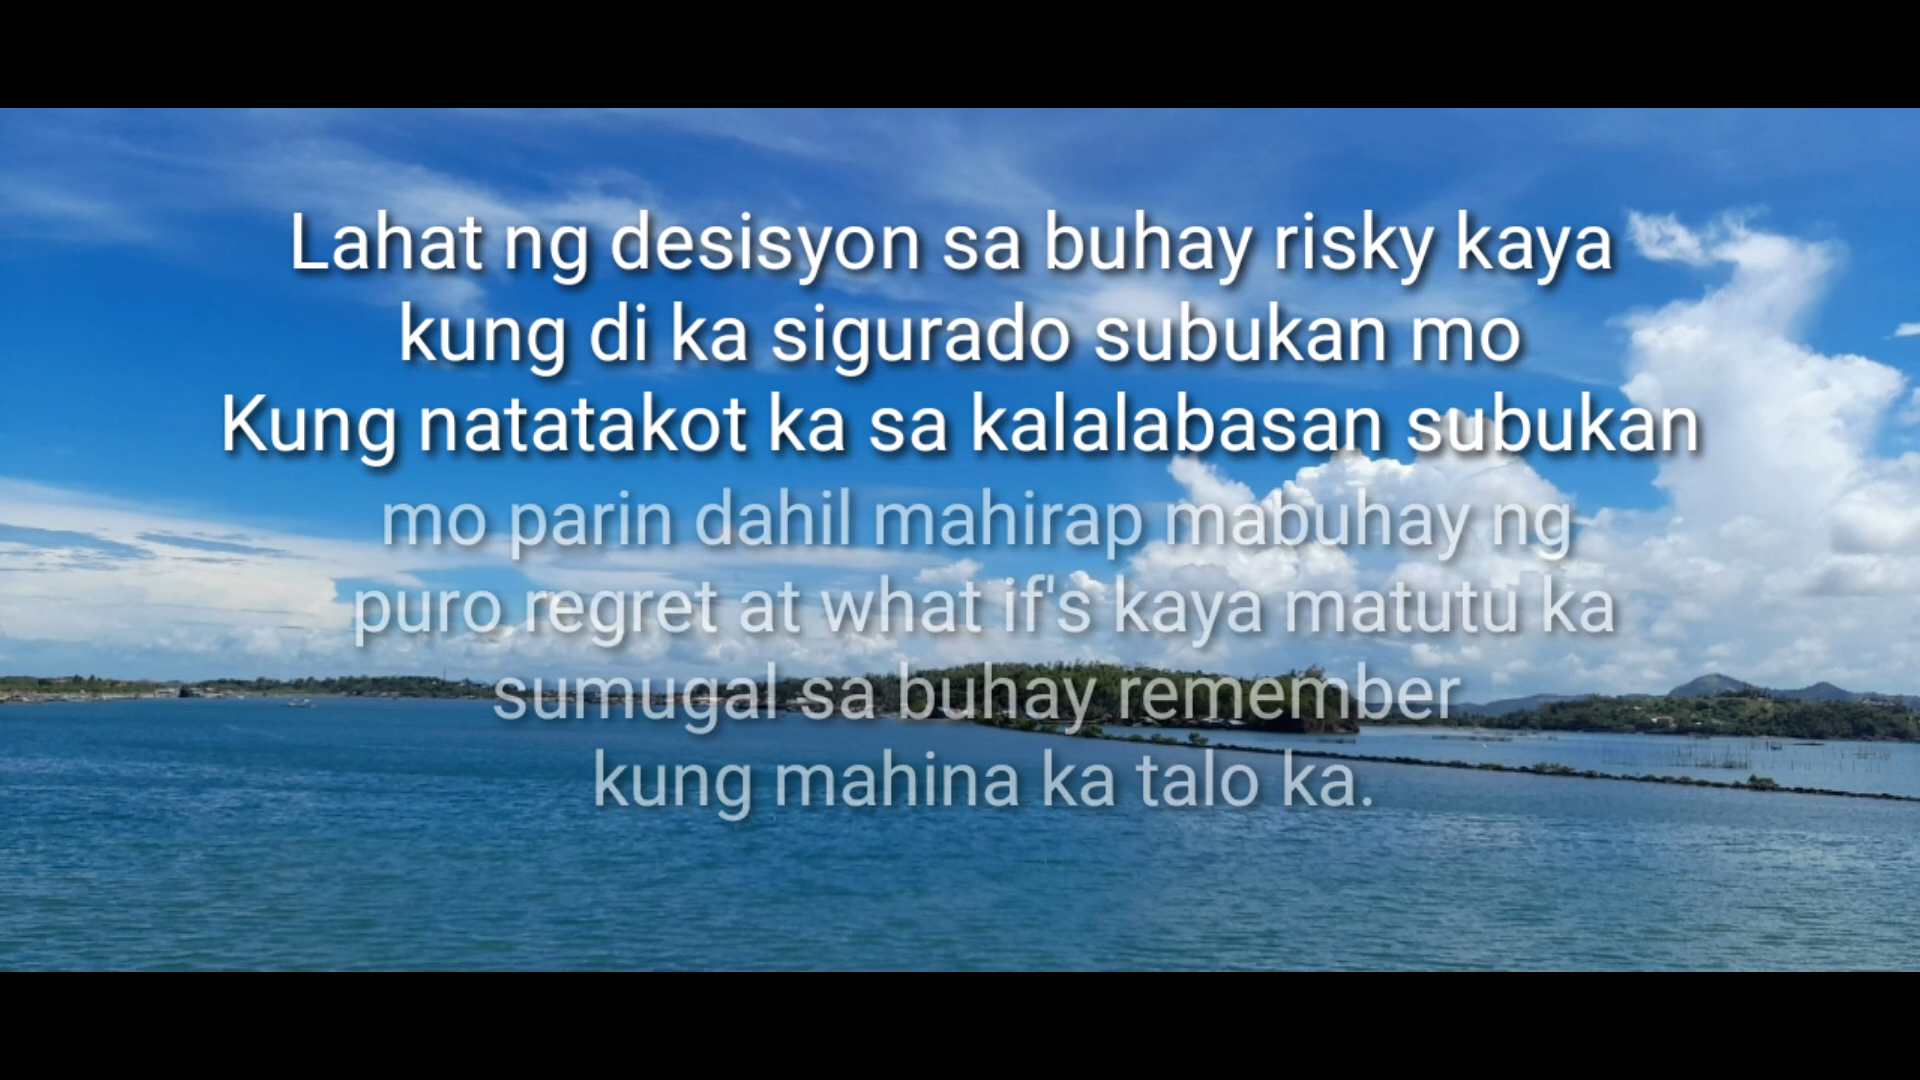 Lahat ng desisyon sa buhay risky kaya
kung di ka sigurado subukan mo
Kung natatakot ka sa kalalabasan subukan
mo parin dahil mahirap mabuhay ng
puro regret at what if's kaya matutu ka
sumugal sa buhay remember
kung mahina ka talo ka.